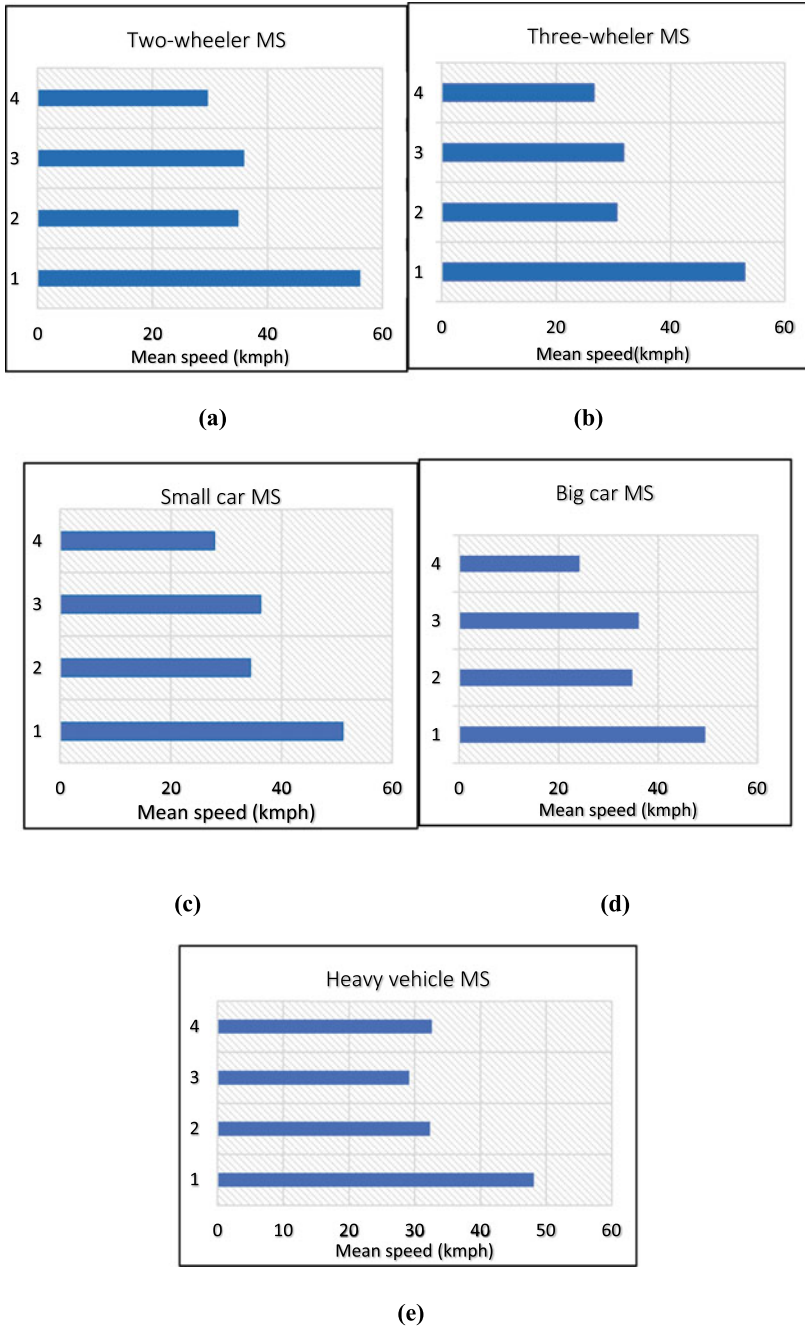 Two-wheeler MS
4
3
2
1
0 20 40 60
Mean speed (kmph)
(a)
Three-wheler MS
4
3
2
1
0 20 40 60
Mean speed(kmph)
(b)
Small car MS
4
3
2
1
0 20 40 60
Mean speed (kmph)
(c)
Big car MS
4
3
2
1
0 20 40 60
Mean speed (kmph)
(d)
Heavy vehicle MS
4
3
2
1
0 10 20 30 40 50 60
Mean speed (kmph)
(e)